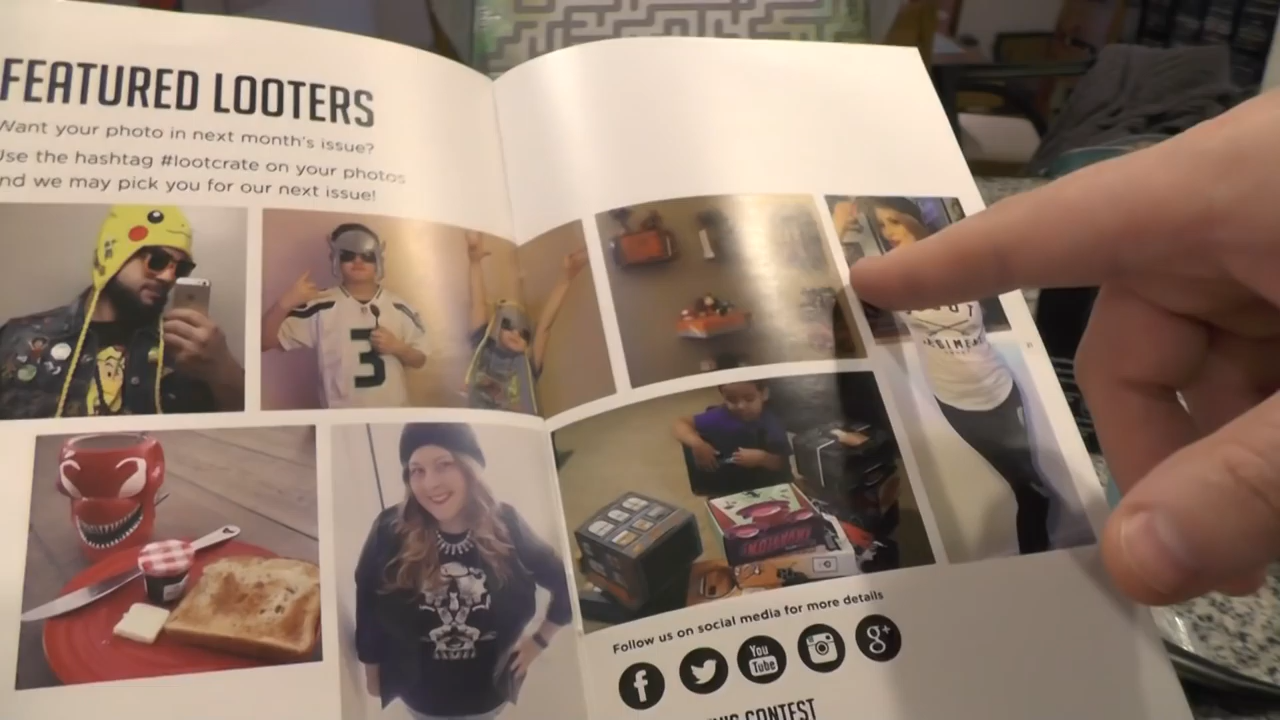 FEATURED LOOTERS
Want your photo in next month's issue?
Use the hashtag #lootcrate on your photos
nd we may pick you for our next issue!
3
Follow us on social media for more details
f
You
Tube
g+
CONTEST